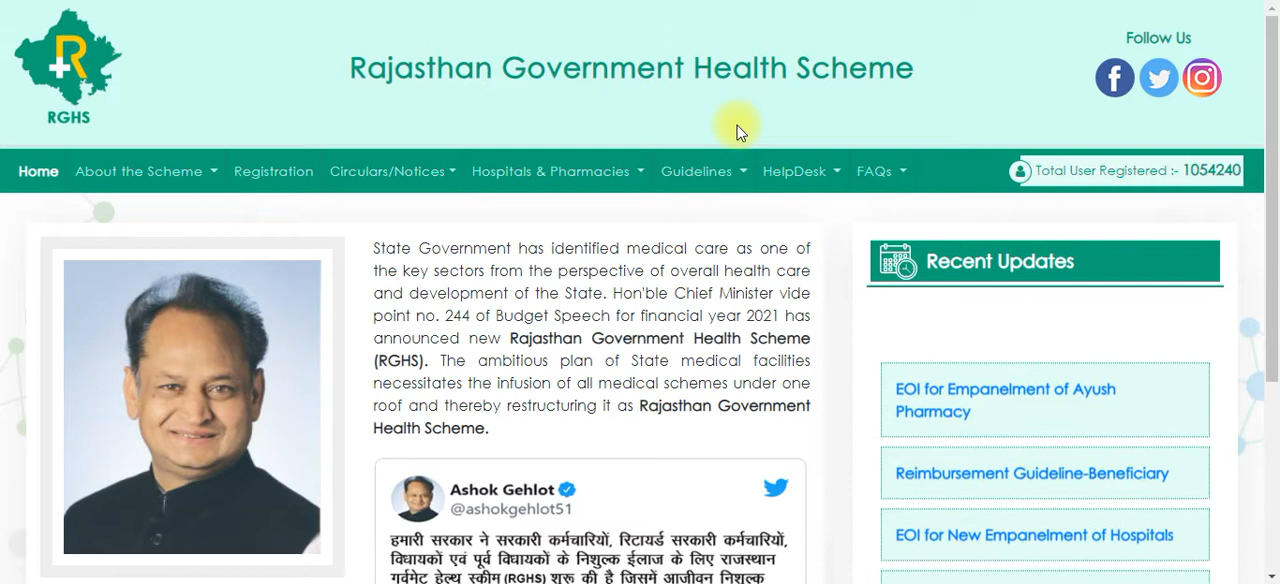 R
RGHS
Rajasthan Government Health Scheme
Follow Us
Home About the Scheme Registration Circulars/Notices Hospitals & Pharmacies Guidelines HelpDesk FAQs Total User Registered :- 1054240
State Government has identified medical care as one of
the key sectors from the perspective of overall health care
and development of the State. Hon'ble Chief Minister vide
point no. 244 of Budget Speech for financial year 2021 has
announced new Rajasthan Government Health Scheme
(RGHS). The ambitious plan of State medical facilities
necessitates the infusion of all medical schemes under one
roof and thereby restructuring it as Rajasthan Government
Health Scheme.
Ashok Gehlot
@ashokgehlot51
हमारी सरकार ने सरकारी कर्मचारियों, रिटायर्ड सरकारी कर्मचारियों,
विधायकों एवं पूर्व विधायकों के निशुल्क ईलाज के लिए राजस्थान
गर्वमेंट हेल्थ स्कीम (RGHS) शुरू की है जिसमें आजीवन निशुल्क
Recent Updates
EOI for Empanelment of Ayush
Pharmacy
Reimbursement Guideline-Beneficiary
EOI for New Empanelment of Hospitals